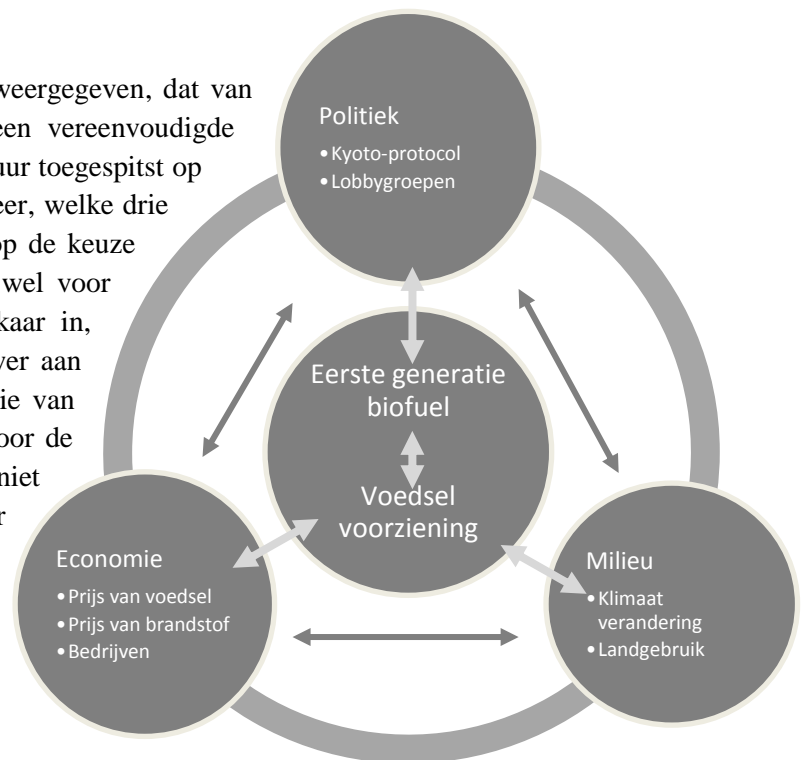 weergegeven, dat van
een vereenvoudigde
uur toegespitst op
eer, welke drie
op de keuze
wel voor
kaar in,
ver aan
ie van
oor de
niet
r
Politiek
•Kyoto-protocol
•Lobbygroepen
Eerste generatie
biofuel
Voedsel
voorziening
Economie
•Prijs van voedsel
•Prijs van brandstof
•Bedrijven
Milieu
•Klimaat
verandering
•Landgebruik